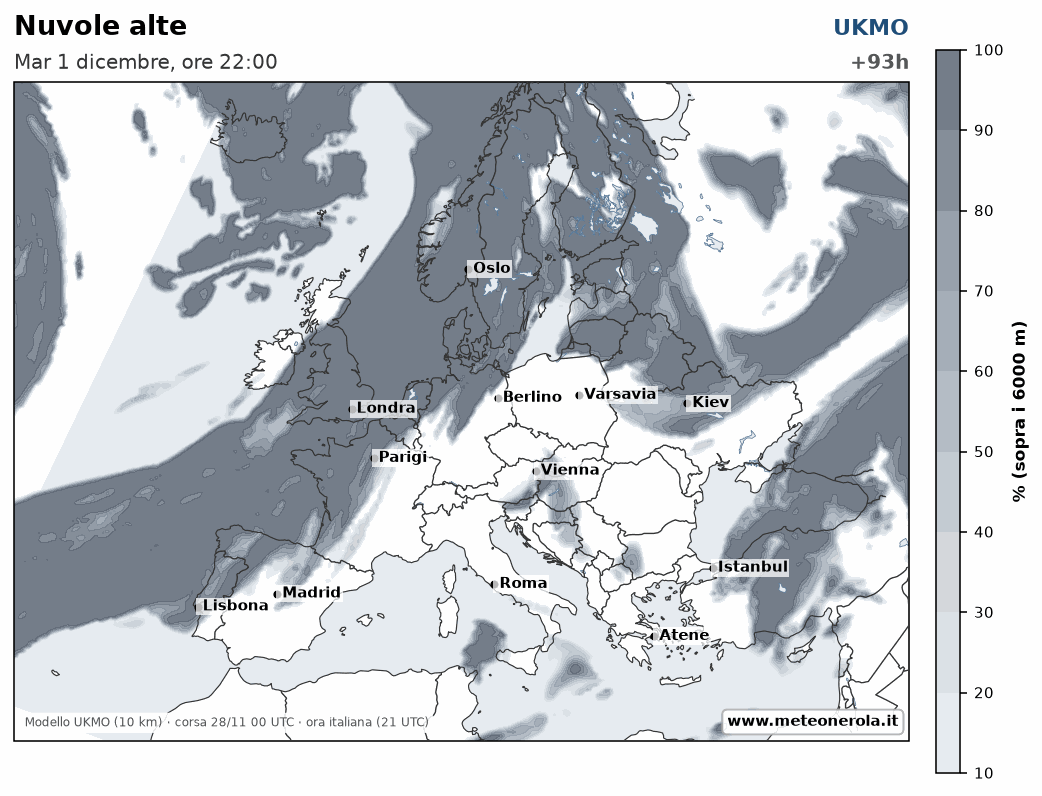 Nuvole alte
UKMO
Mar 1 dicembre, ore 22:00
+93h
100
90
80
70
60
50
40
30
20
10
% (sopra i 6000 m)
Oslo
Londra
Berlino
Varsavia
Kiev
Parigi
Vienna
Istanbul
Roma
Madrid
Lisbona
Atene
Modello UKMO (10 km) · corsa 28/11 00 UTC · ora italiana (21 UTC)
www.meteonerola.it